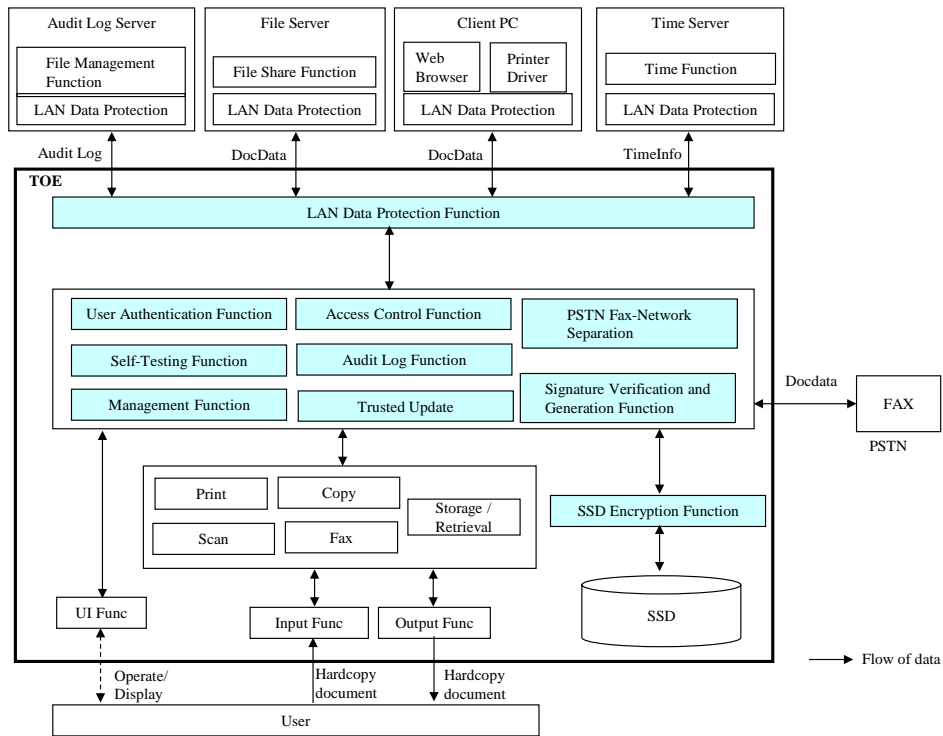 Audit Log Server
File Server
Client PC
Time Server
File Management
Function
File Share Function
Web
Browser
Printer
Driver
Time Function
LAN Data Protection
LAN Data Protection
LAN Data Protection
LAN Data Protection
Audit Log
DocData
DocData
TimeInfo
TOE
LAN Data Protection Function
User Authentication Function
Access Control Function
PSTN Fax-Network
Separation
Self-Testing Function
Audit Log Function
Management Function
Trusted Update
Signature Verification and
Generation Function
Docdata
FAX
PSTN
Print
Copy
Storage /
Retrieval
Scan
Fax
SSD Encryption Function
SSD
UI Func
Input Func
Output Func
Operate/
Display
Hardcopy
document
Hardcopy
document
Flow of data
User